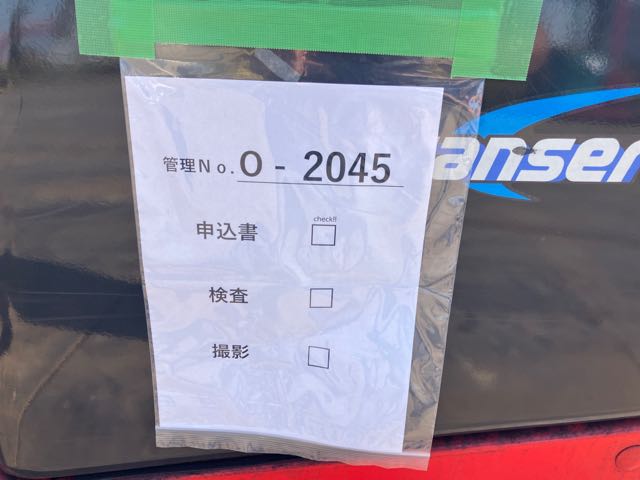 管理No.O - 2045
check!!
申込書 □
検査 □
撮影 □
anser